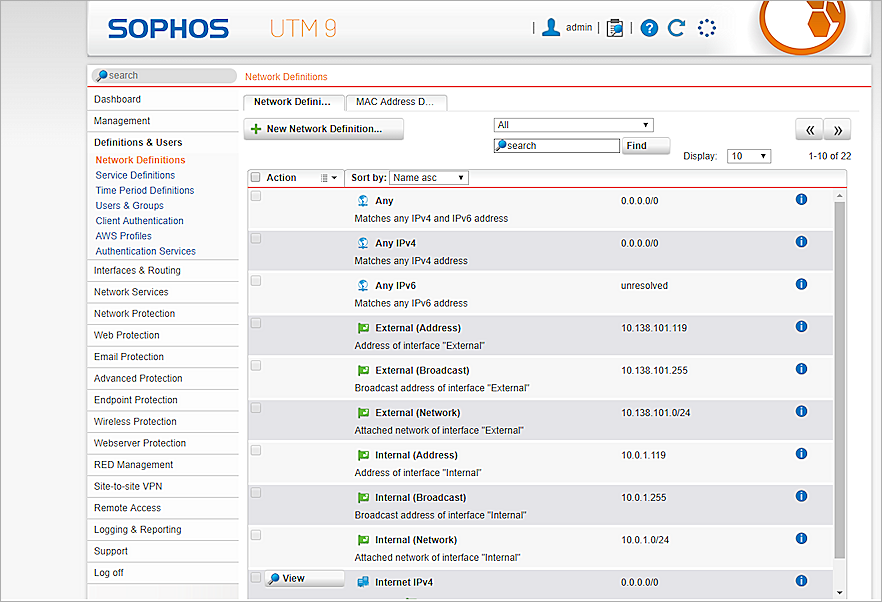 SOPHOS UTM 9
admin
search
Network Definitions
Dashboard
Management
Definitions & Users
Network Definitions
Service Definitions
Time Period Definitions
Users & Groups
Client Authentication
AWS Profiles
Authentication Services
Interfaces & Routing
Network Services
Network Protection
Web Protection
Email Protection
Advanced Protection
Endpoint Protection
Wireless Protection
Webserver Protection
RED Management
Site-to-site VPN
Remote Access
Logging & Reporting
Support
Log off
Network Defini... MAC Address D...
New Network Definition...
All
search Find
Display: 10 1-10 of 22
Action Sort by: Name asc
Any 0.0.0.0/0
Matches any IPv4 and IPv6 address
Any IPv4 0.0.0.0/0
Matches any IPv4 address
Any IPv6 unresolved
Matches any IPv6 address
External (Address) 10.138.101.119
Address of interface "External"
External (Broadcast) 10.138.101.255
Broadcast address of interface "External"
External (Network) 10.138.101.0/24
Attached network of interface "External"
Internal (Address) 10.0.1.119
Address of interface "Internal"
Internal (Broadcast) 10.0.1.255
Broadcast address of interface "Internal"
Internal (Network) 10.0.1.0/24
Attached network of interface "Internal"
View Internet IPv4 0.0.0.0/0